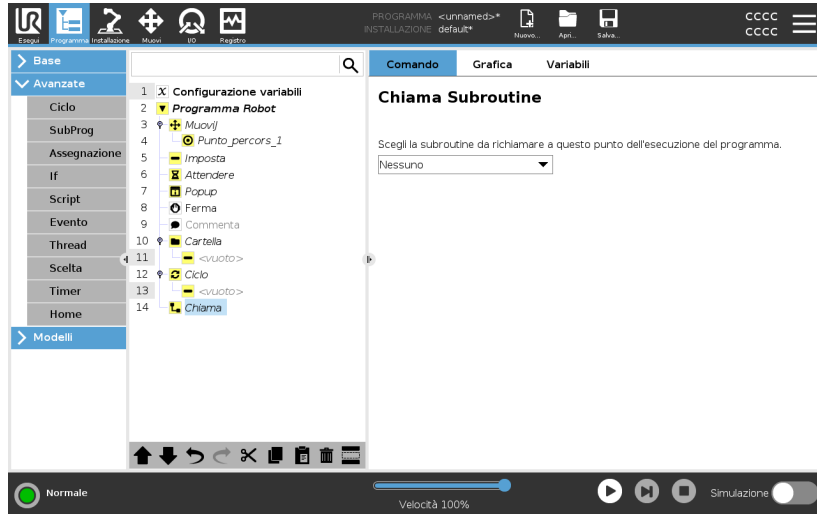 UR
PROGRAMMA <unnamed>*
INSTALLAZIONE default*
CCCC
CCCC
Esegui
Programma
Installazione
Muovi
I/O
Registro
Nuovo...
Apri...
Salva...
Base
Avanzate
Ciclo
SubProg
Assegnazione
If
Script
Evento
Thread
Scelta
Timer
Home
Modelli
1 X Configurazione variabili
2 Programma Robot
3 MuoviJ
4 Punto_percors_1
5 Imposta
6 Attendere
7 Popup
8 Ferma
9 Commenta
10 Cartella
11 <vuoto>
12 Ciclo
13 <vuoto>
14 Chiama
Comando Grafica Variabili
Chiama Subroutine
Scegli la subroutine da richiamare a questo punto dell'esecuzione del programma.
Nessuno
Normale
Velocità 100%
Simulazione